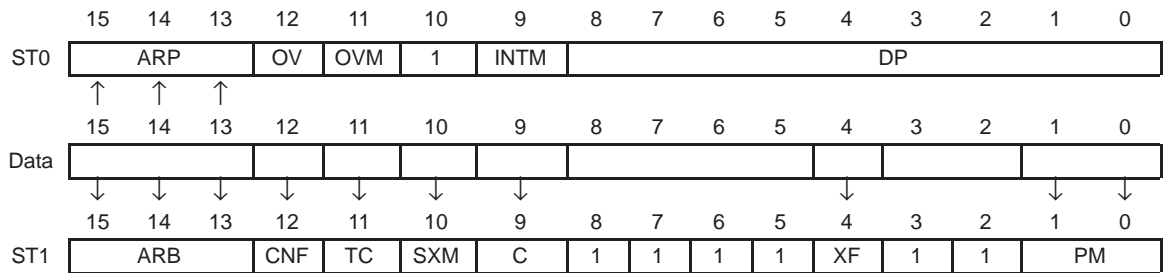 15 14 13 12 11 10 9 8 7 6 5 4 3 2 1 0
ST0 ARP OV OVM 1 INTM DP
↑ ↑ ↑
15 14 13 12 11 10 9 8 7 6 5 4 3 2 1 0
Data
↓ ↓ ↓ ↓ ↓ ↓ ↓ ↓ ↓ ↓
15 14 13 12 11 10 9 8 7 6 5 4 3 2 1 0
ST1 ARB CNF TC SXM C 1 1 1 1 XF 1 1 PM